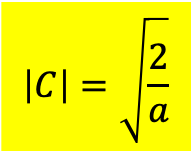 |C| = √(2/a)